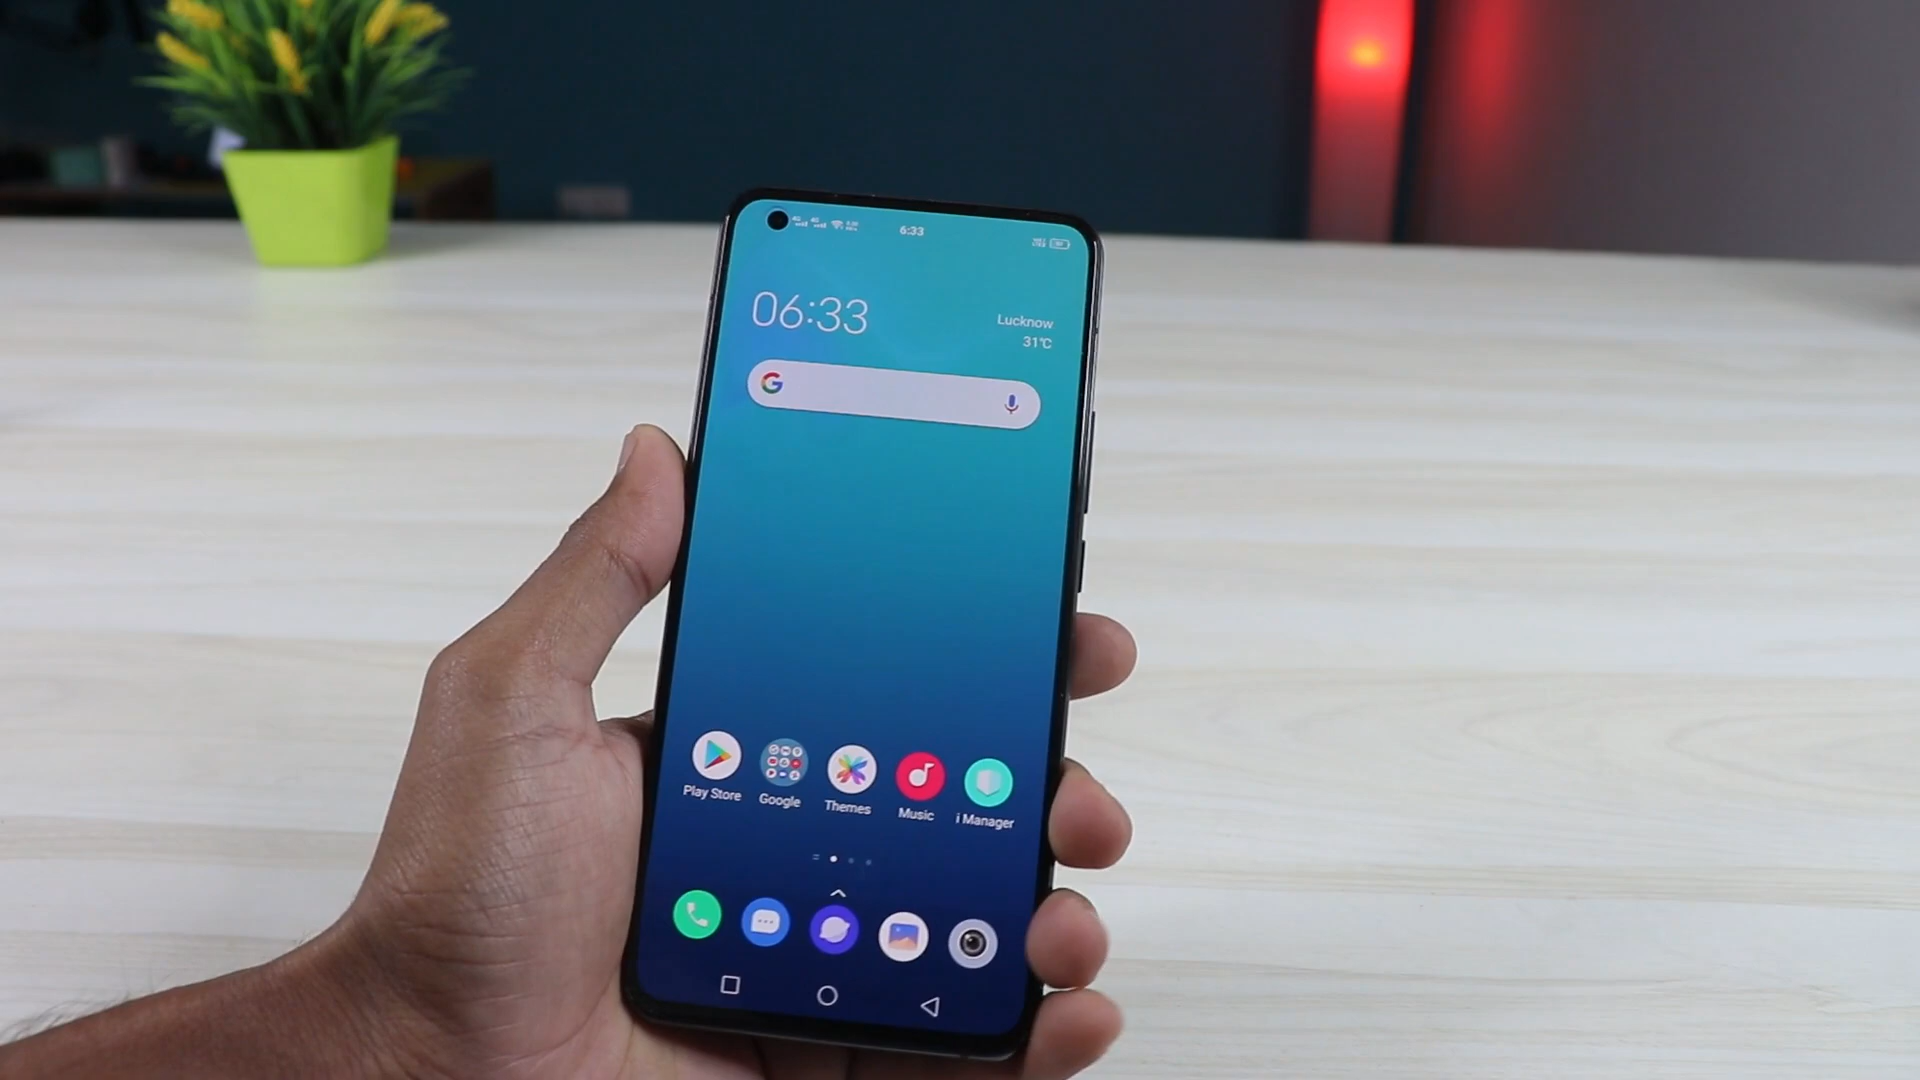 6:33
06:33
Lucknow
31°C
Play Store
Google
Themes
Music
i Manager